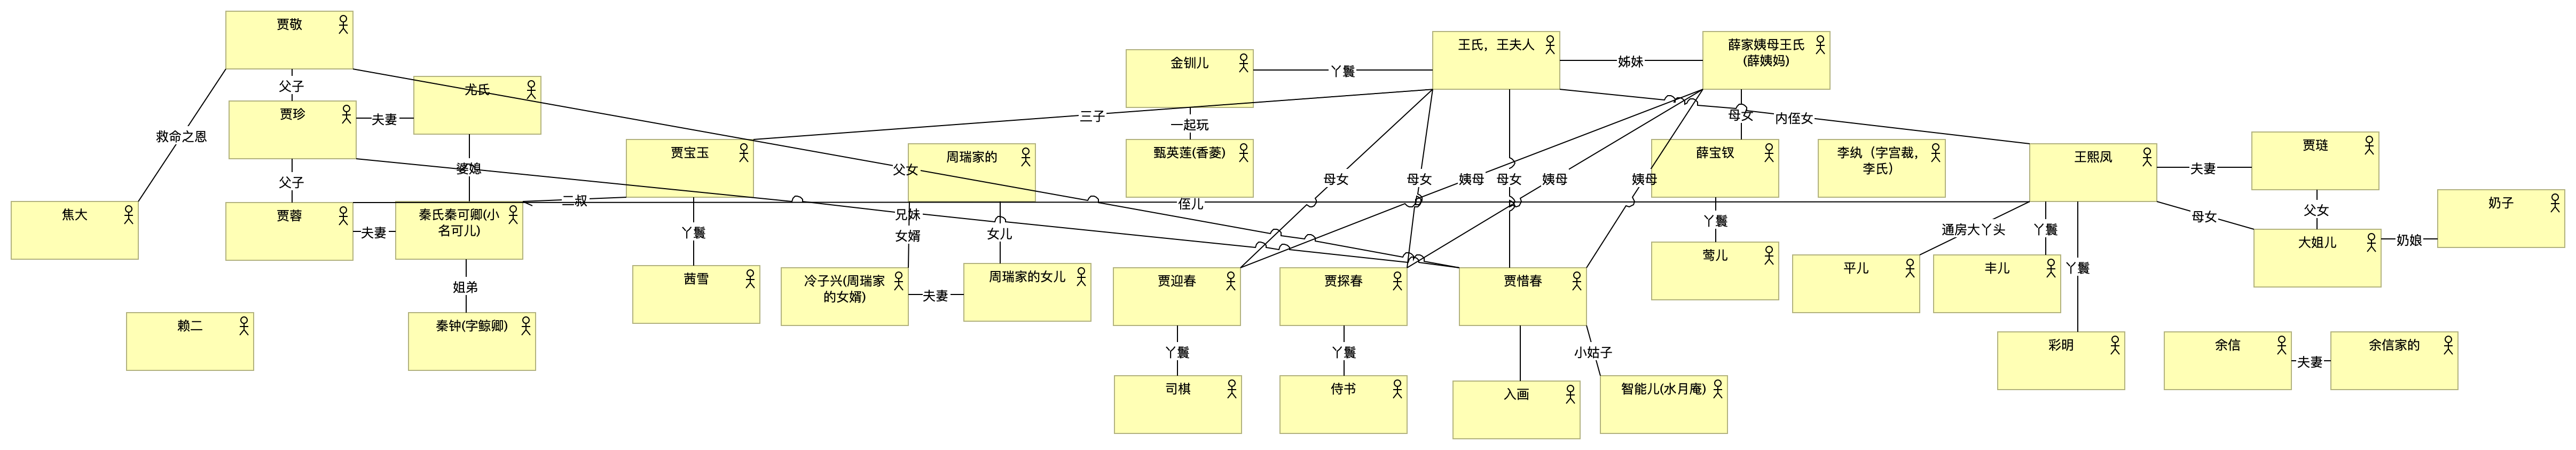 贾敬
王氏，王夫人
薛家姨母王氏
(薛姨妈)
金钏儿
丫鬟
姊妹
父子
尤氏
贾珍
夫妻
三子
一起玩
母女
内侄女
救命之恩
贾宝玉
周瑞家的
甄英莲(香菱)
薛宝钗
李纨（字宫裁，
李氏）
王熙凤
夫妻
贾琏
父子
婆媳
父女
母女
母女
姨母
母女
姨母
姨母
焦大
贾蓉
夫妻
秦氏秦可卿(小
名可儿)
二叔
兄妹
侄儿
女婿
女儿
丫鬟
丫鬟
通房大丫头
丫鬟
母女
父女
奶子
大姐儿
奶娘
莺儿
姐弟
茜雪
冷子兴(周瑞家
的女婿)
夫妻
周瑞家的女儿
贾迎春
贾探春
贾惜春
平儿
丰儿
丫鬟
赖二
秦钟(字鲸卿)
丫鬟
丫鬟
小姑子
彩明
余信
夫妻
余信家的
司棋
侍书
入画
智能儿(水月庵)